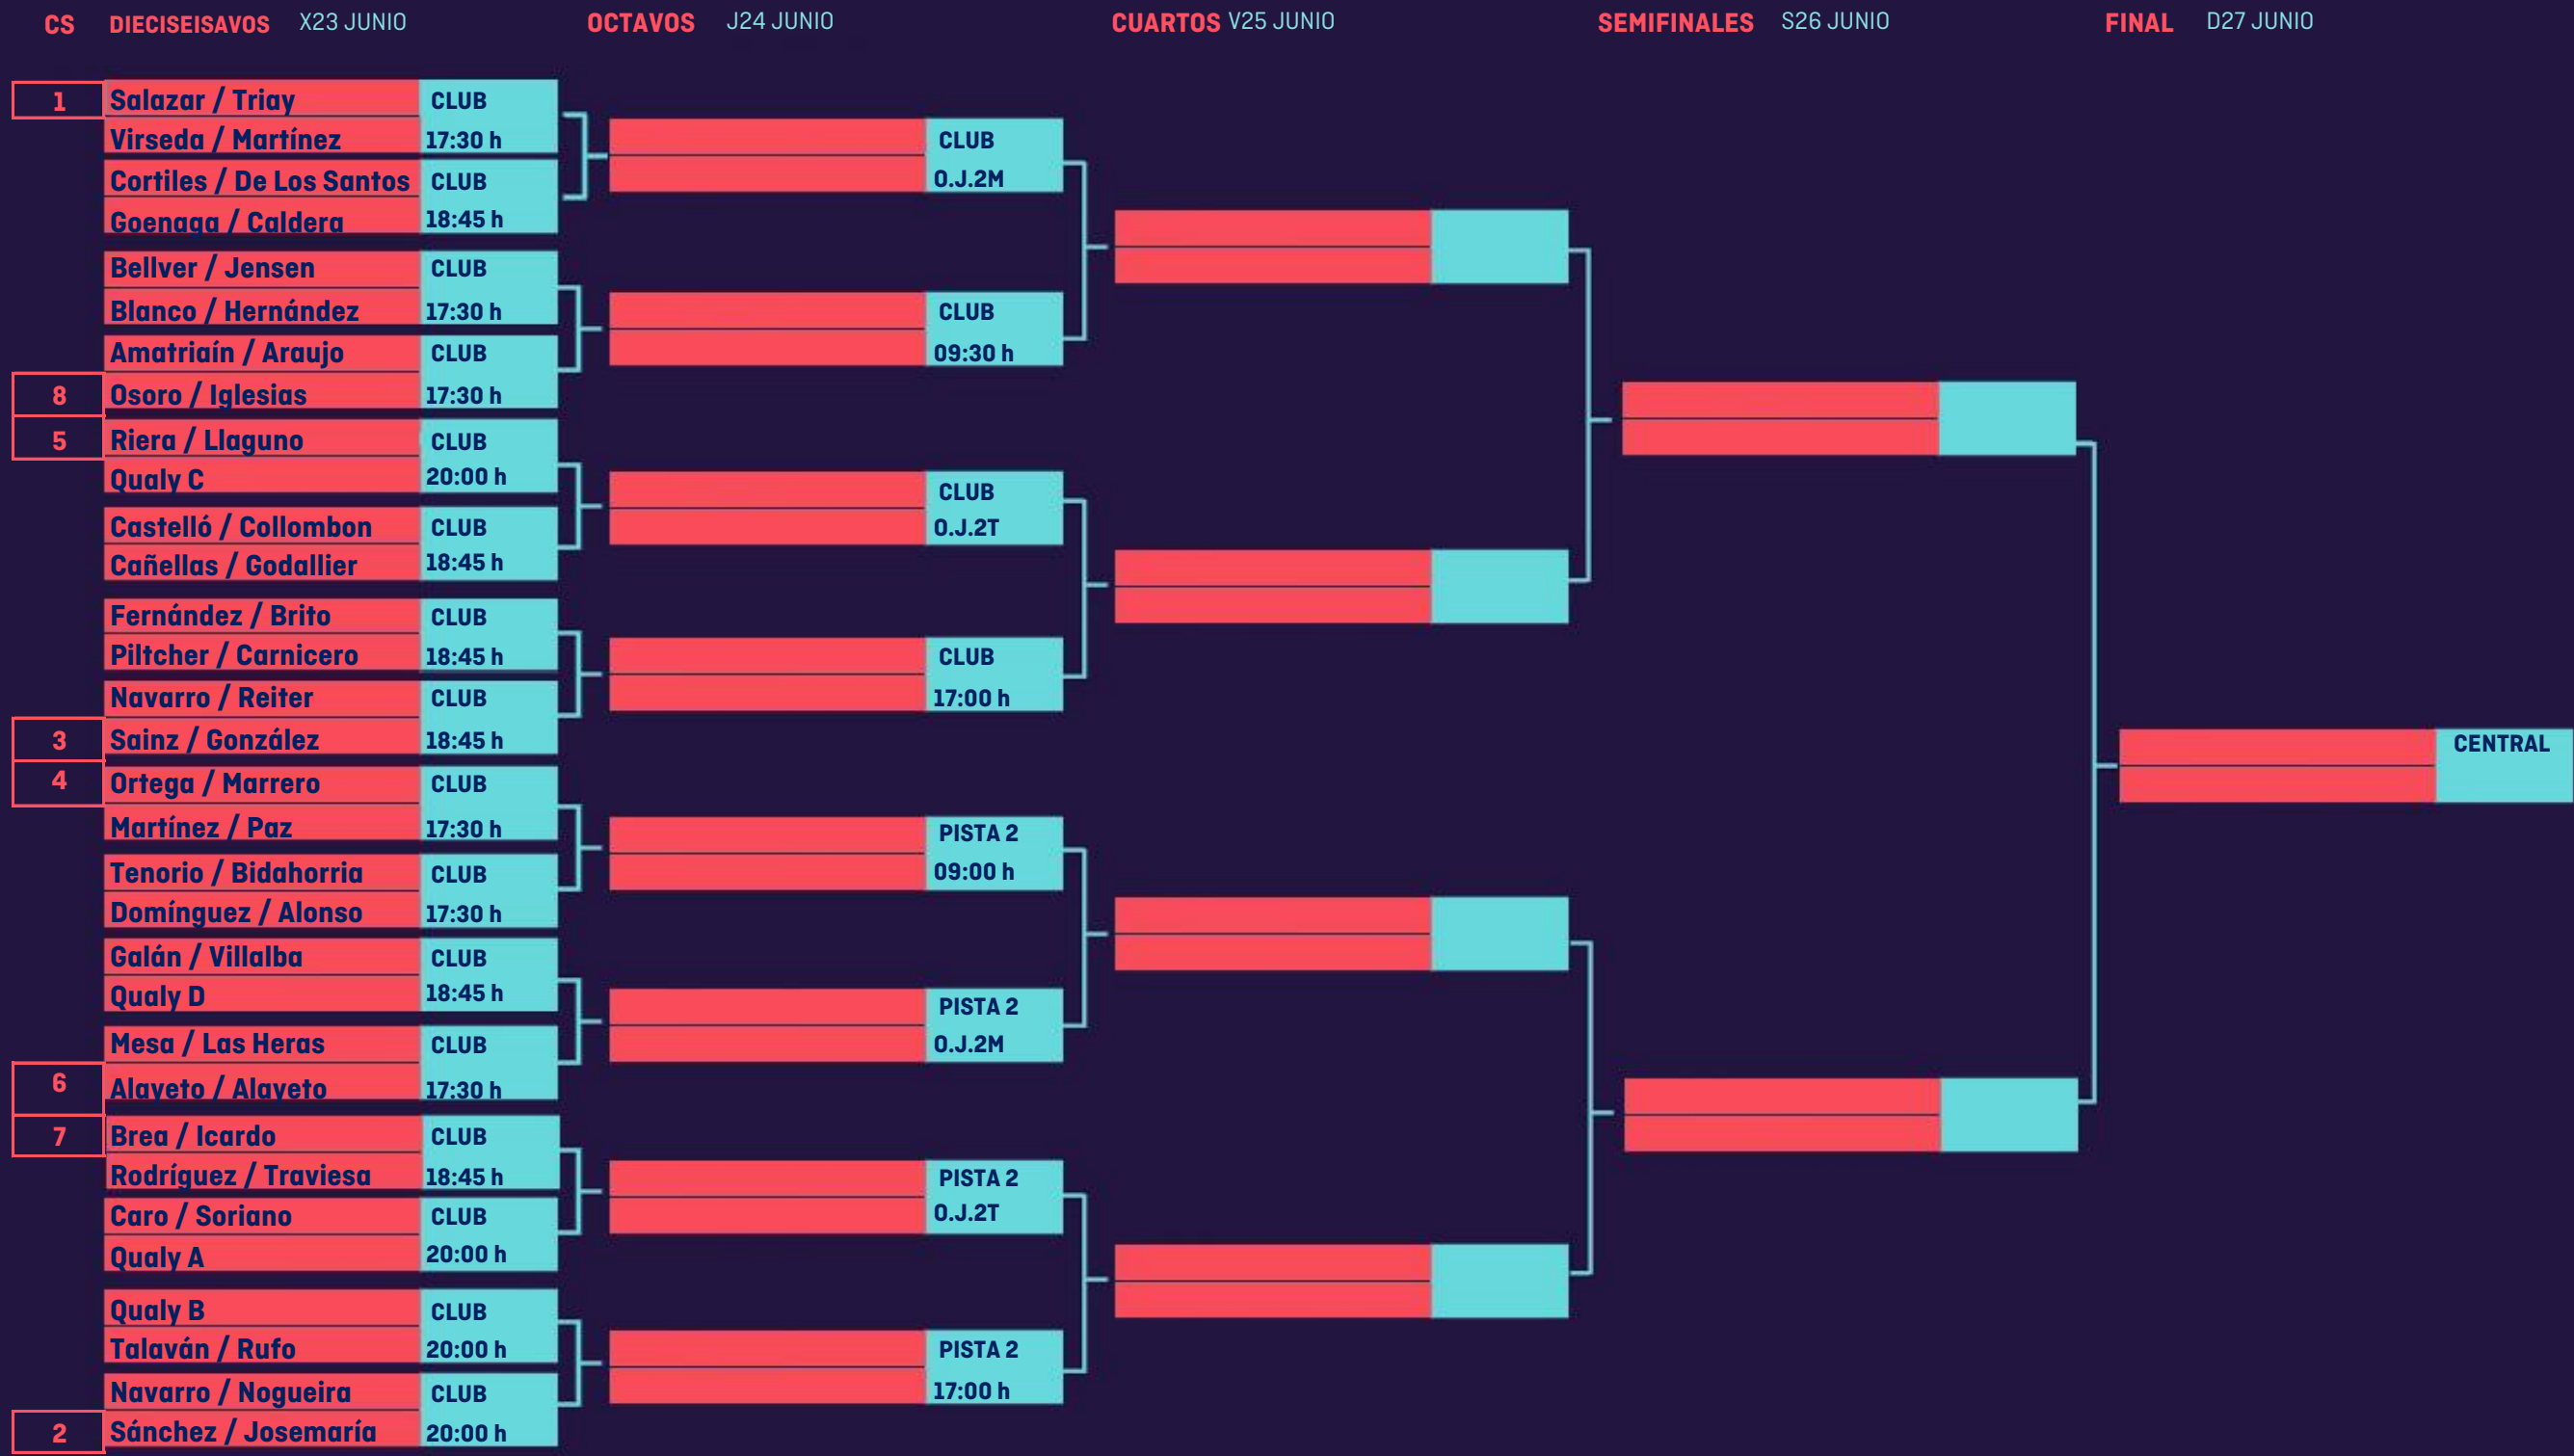 CS DIECISEISAVOS X23 JUNIO OCTAVOS J24 JUNIO CUARTOS V25 JUNIO SEMIFINALES S26 JUNIO FINAL D27 JUNIO
1 Salazar / Triay CLUB
Virseda / Martínez 17:30 h
Cortiles / De Los Santos CLUB
Goenaga / Caldera 18:45 h
Bellver / Jensen CLUB
Blanco / Hernández 17:30 h
Amatriaín / Araujo CLUB
8 Osoro / Iglesias 17:30 h
5 Riera / Llaguno CLUB
Qualy C 20:00 h
Castelló / Collombon CLUB
Cañellas / Godallier 18:45 h
Fernández / Brito CLUB
Piltcher / Carnicero 18:45 h
Navarro / Reiter CLUB
3 Sainz / González 18:45 h
4 Ortega / Marrero CLUB
Martínez / Paz 17:30 h
Tenorio / Bidahorria CLUB
Domínguez / Alonso 17:30 h
Galán / Villalba CLUB
Qualy D 18:45 h
Mesa / Las Heras CLUB
6 Alayeto / Alayeto 17:30 h
7 Brea / Icardo CLUB
Rodríguez / Traviesa 18:45 h
Caro / Soriano CLUB
Qualy A 20:00 h
Qualy B CLUB
Talaván / Rufo 20:00 h
Navarro / Nogueira CLUB
2 Sánchez / Josemaría 20:00 h
CLUB
O.J.2M
CLUB
09:30 h
CLUB
O.J.2T
CLUB
17:00 h
PISTA 2
09:00 h
PISTA 2
O.J.2M
PISTA 2
O.J.2T
PISTA 2
17:00 h
CENTRAL